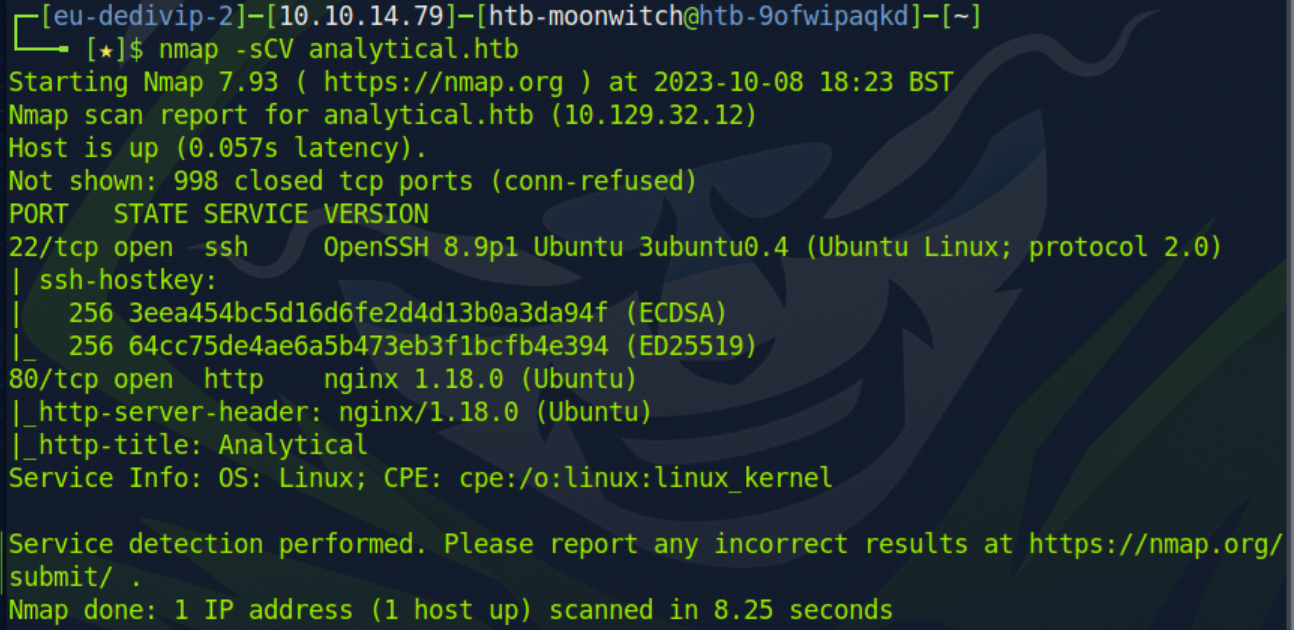 ┌─[eu-dedivip-2]─[10.10.14.79]─[htb-moonwitch@htb-9ofwipaqkd]─[~]
└──╼ [★]$ nmap -sCV analytical.htb
Starting Nmap 7.93 ( https://nmap.org ) at 2023-10-08 18:23 BST
Nmap scan report for analytical.htb (10.129.32.12)
Host is up (0.057s latency).
Not shown: 998 closed tcp ports (conn-refused)
PORT   STATE SERVICE VERSION
22/tcp open  ssh     OpenSSH 8.9p1 Ubuntu 3ubuntu0.4 (Ubuntu Linux; protocol 2.0)
| ssh-hostkey:
|   256 3eea454bc5d16d6fe2d4d13b0a3da94f (ECDSA)
|_  256 64cc75de4ae6a5b473eb3f1bcfb4e394 (ED25519)
80/tcp open  http    nginx 1.18.0 (Ubuntu)
|_http-server-header: nginx/1.18.0 (Ubuntu)
|_http-title: Analytical
Service Info: OS: Linux; CPE: cpe:/o:linux:linux_kernel
Service detection performed. Please report any incorrect results at https://nmap.org/
submit/ .
Nmap done: 1 IP address (1 host up) scanned in 8.25 seconds